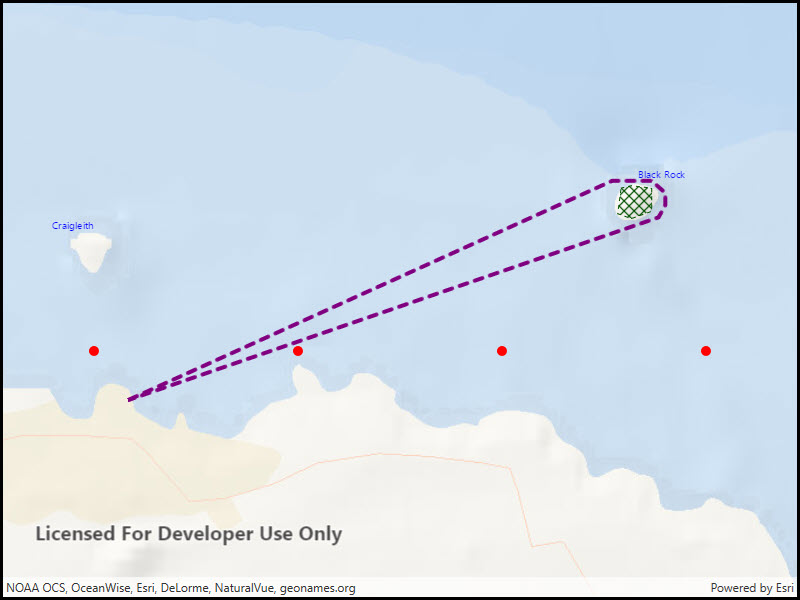 Black Rock
Craigleith
Licensed For Developer Use Only
NOAA OCS, OceanWise, Esri, DeLorme, NaturalVue, geonames.org
Powered by Esri